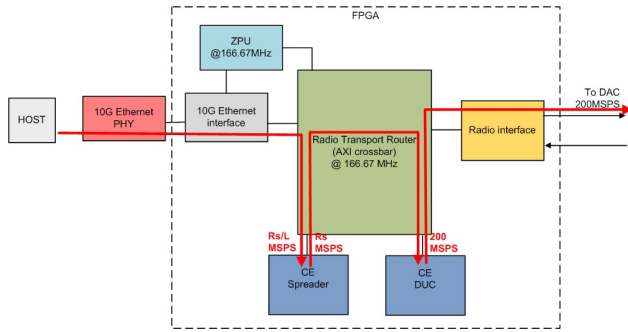 FPGA
ZPU
@166.67MHz
To DAC
200MSPS
HOST
10G Ethernet
PHY
10G Ethernet
interface
Radio Transport Router
(AXI crossbar)
@ 166.67 MHz
Radio interface
Rs/L
MSPS
Rs
MSPS
200
MSPS
CE
Spreader
CE
DUC